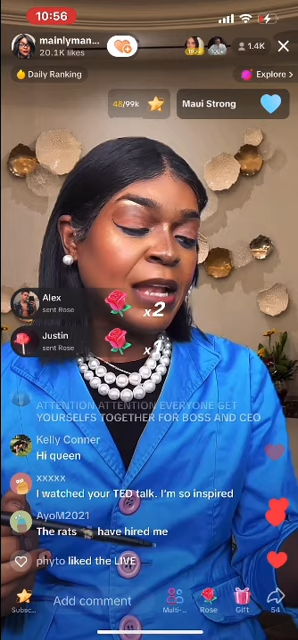 10:56
mainlyman...
20.1K likes
1.4K
Daily Ranking
Explore >
48/99k
Maui Strong
Alex
sent Rose
x2
Justin
sent Rose
x
ATTENTION ATTENTION EVERYONE GET
YOURSELFS TOGETHER FOR BOSS AND CEO
Kelly Conner
Hi queen
xxxxx
I watched your TED talk. I'm so inspired
AyoM2021
The rats 🐀 have hired me
phyto liked the LIVE
Subsc...
Add comment
Multi-...
Rose
Gift
54